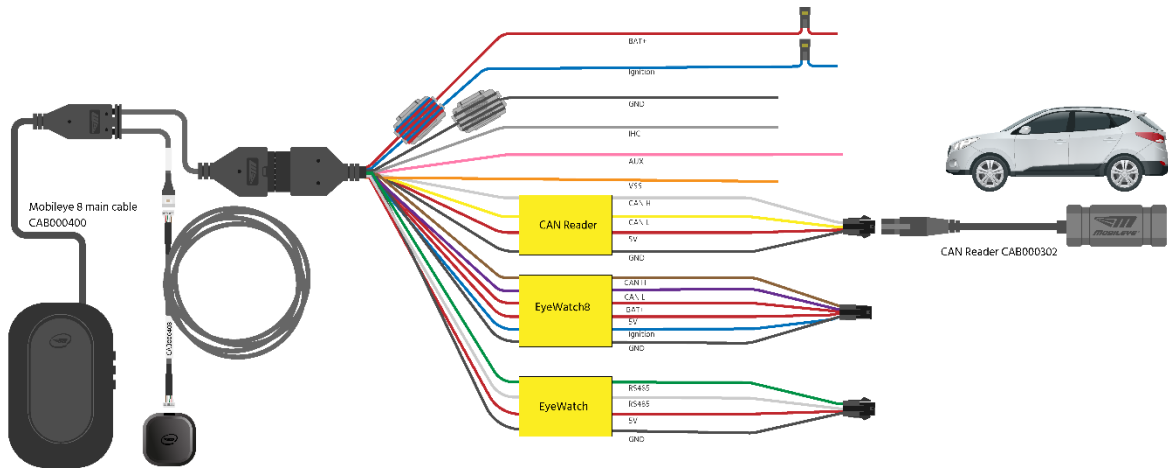 BAT+
Ignition
GND
IHC
AUX
VSS
CAN H
CAN Reader
CAN L
5V
GND
CAN H
EyeWatch8
CAN L
BAT+
5V
Ignition
GND
RS485
EyeWatch
RS485
5V
GND
Mobileye 8 main cable
CAB000400
MOBILEYE
CAN Reader CAB000302